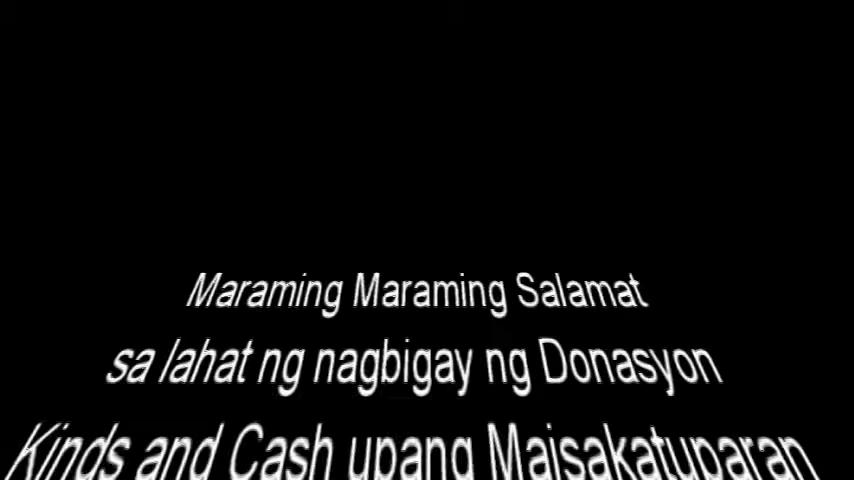 Maraming Maraming Salamat
sa lahat ng nagbigay ng Donasyon
Kinds and Cash upang Maisakatuparan